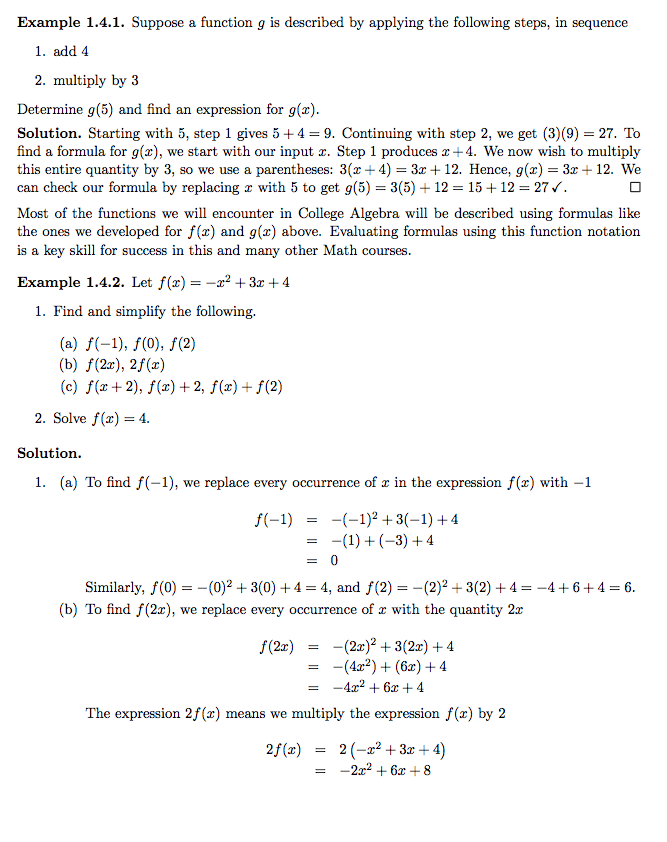 Example 1.4.1. Suppose a function g is described by applying the following steps, in sequence
1. add 4
2. multiply by 3
Determine g(5) and find an expression for g(x).
Solution. Starting with 5, step 1 gives 5 + 4 = 9. Continuing with step 2, we get (3)(9) = 27. To
find a formula for g(x), we start with our input x. Step 1 produces x + 4. We now wish to multiply
this entire quantity by 3, so we use a parentheses: 3(x + 4) = 3x + 12. Hence, g(x) = 3x + 12. We
can check our formula by replacing x with 5 to get g(5) = 3(5) + 12 = 15 + 12 = 27 ✓. □
Most of the functions we will encounter in College Algebra will be described using formulas like
the ones we developed for f(x) and g(x) above. Evaluating formulas using this function notation
is a key skill for success in this and many other Math courses.
Example 1.4.2. Let f(x) = −x² + 3x + 4
1. Find and simplify the following.
(a) f(−1), f(0), f(2)
(b) f(2x), 2f(x)
(c) f(x + 2), f(x) + 2, f(x) + f(2)
2. Solve f(x) = 4.
Solution.
1. (a) To find f(−1), we replace every occurrence of x in the expression f(x) with −1
f(−1) = −(−1)² + 3(−1) + 4
= −(1) + (−3) + 4
= 0
Similarly, f(0) = −(0)² + 3(0) + 4 = 4, and f(2) = −(2)² + 3(2) + 4 = −4 + 6 + 4 = 6.
(b) To find f(2x), we replace every occurrence of x with the quantity 2x
f(2x) = −(2x)² + 3(2x) + 4
= −(4x²) + (6x) + 4
= −4x² + 6x + 4
The expression 2f(x) means we multiply the expression f(x) by 2
2f(x) = 2 (−x² + 3x + 4)
= −2x² + 6x + 8